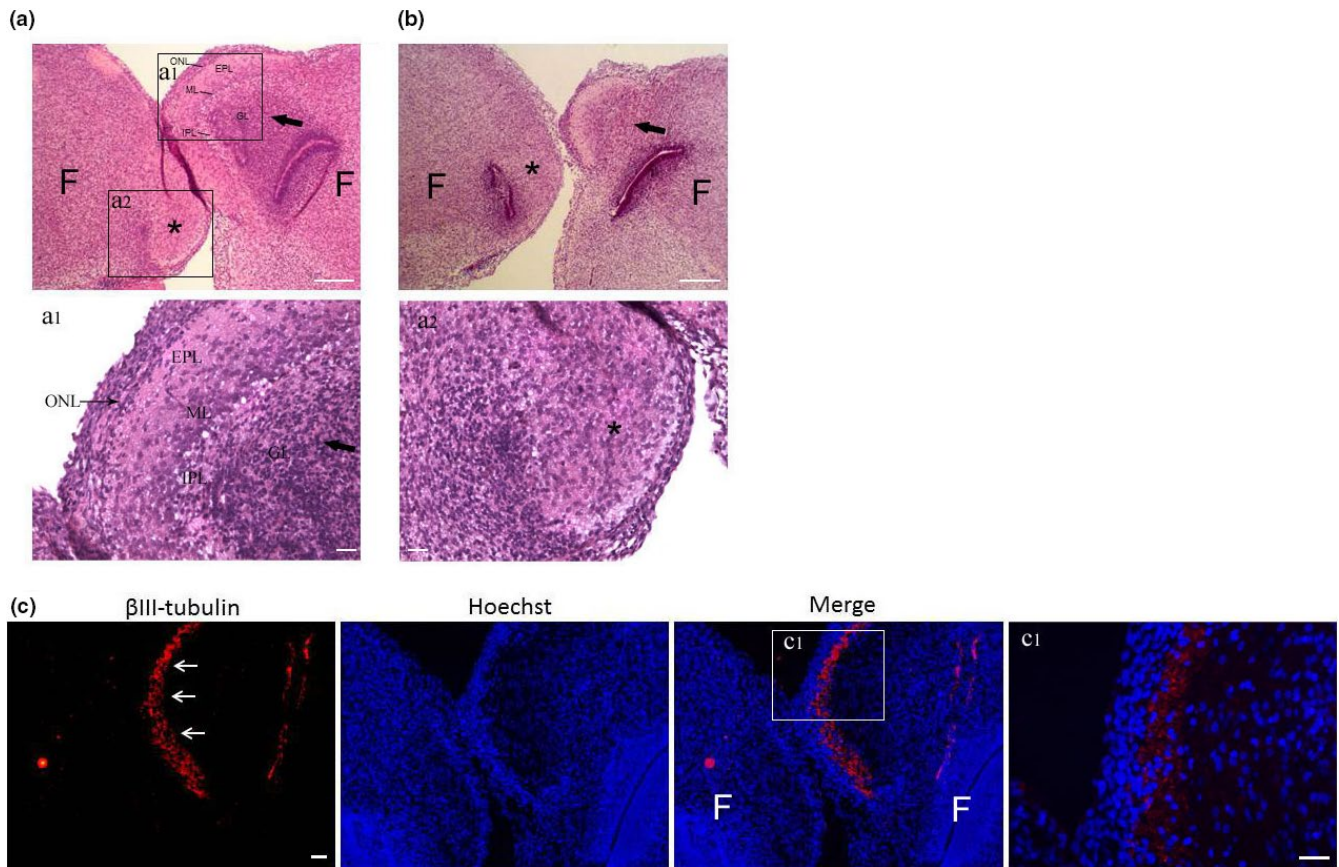 (a)
(b)
ONL
a1
EPL
ML
GL
IPL
F
F
a2
*
F
*
F
a1
EPL
ONL
ML
GL
IPL
a2
*
(c)
βIII-tubulin
Hoechst
Merge
c1
F
F
c1